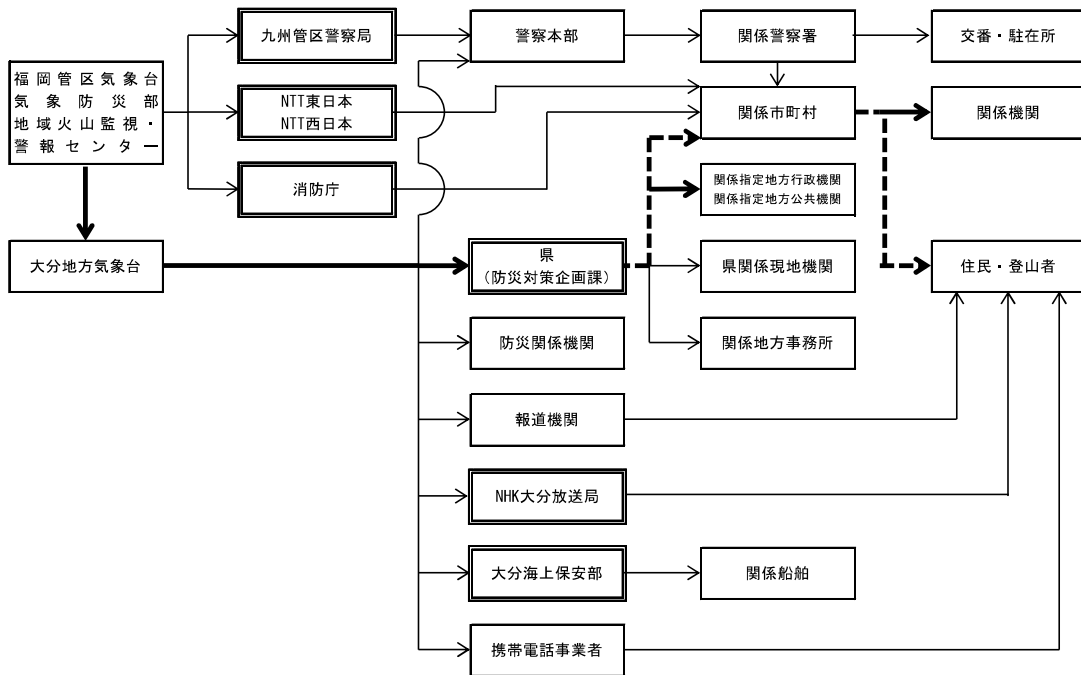 九州管区警察局
警察本部
関係警察署
交番・駐在所
福岡管区気象台
気象防災部
地域火山監視・
警報センター
NTT東日本
NTT西日本
関係市町村
関係機関
消防庁
関係指定地方行政機関
関係指定地方公共機関
大分地方気象台
県
（防災対策企画課）
県関係現地機関
住民・登山者
防災関係機関
関係地方事務所
報道機関
NHK大分放送局
大分海上保安部
関係船舶
携帯電話事業者